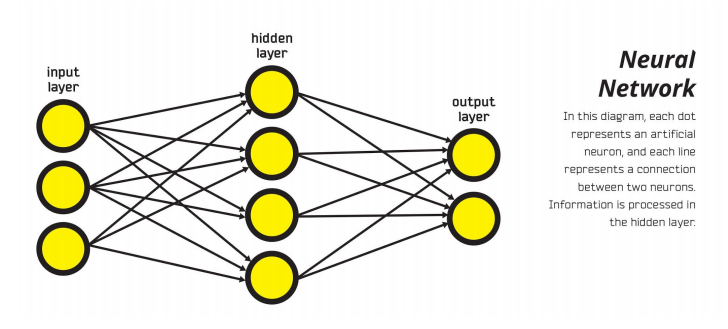 hidden
layer
input
layer
output
layer
Neural
Network
In this diagram, each dot
represents an artificial
neuron, and each line
represents a connection
between two neurons.
Information is processed in
the hidden layer.